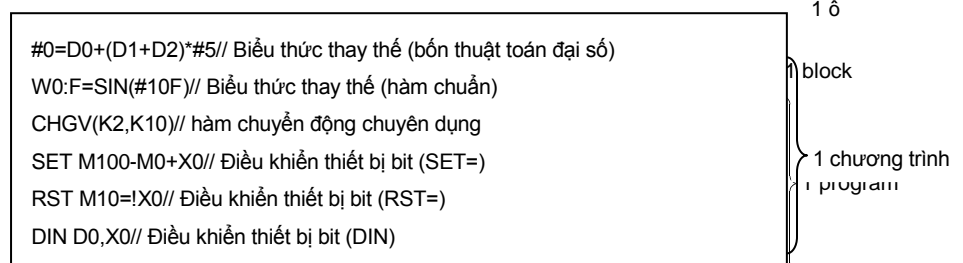 1 ô
#0=D0+(D1+D2)*#5// Biểu thức thay thế (bốn thuật toán đại số)
W0:F=SIN(#10F)// Biểu thức thay thế (hàm chuẩn)
1 block
CHGV(K2,K10)// hàm chuyển động chuyên dụng
SET M100-M0+X0// Điều khiển thiết bị bit (SET=)
1 chương trình
RST M10=!X0// Điều khiển thiết bị bit (RST=)
1 program
DIN D0,X0// Điều khiển thiết bị bit (DIN)